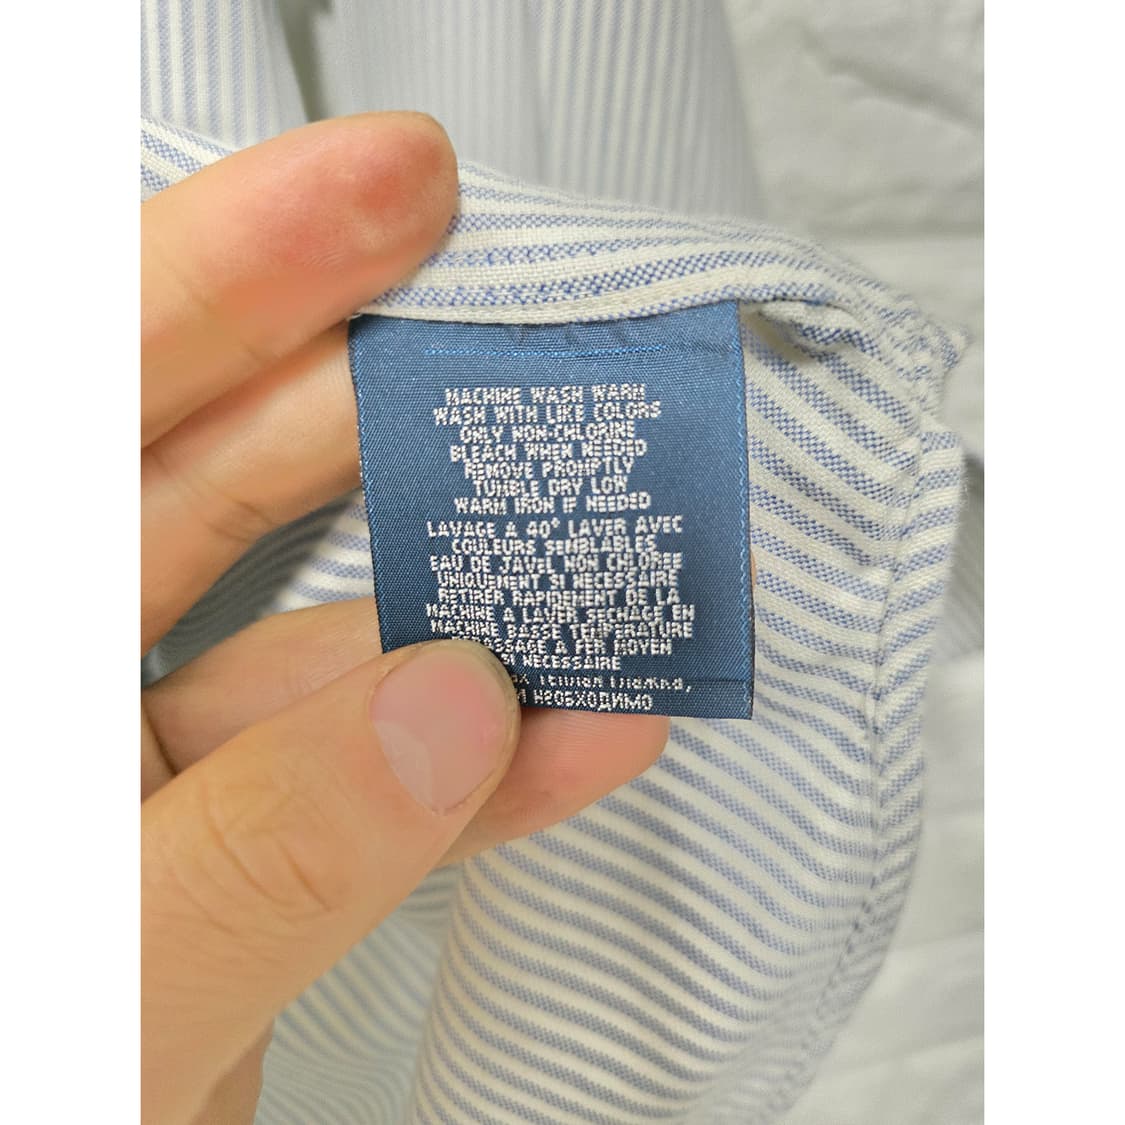 MACHINE WASH WARM
WASH WITH LIKE COLORS
ONLY NON-CHLORINE
BLEACH WHEN NEEDED
REMOVE PROMPTLY
TUMBLE DRY LOW
WARM IRON IF NEEDED
LAVAGE A 40° LAVER AVEC
COULEURS SEMBLABLES
EAU DE JAVEL NON CHLOREE
UNIQUEMENT SI NECESSAIRE
RETIRER RAPIDEMENT DE LA
MACHINE A LAVER SECHAGE EN
MACHINE BASSE TEMPERATURE
A FER MOYEN
SI NECESSAIRE
теплая глажка,
НЕОБХОДИМО